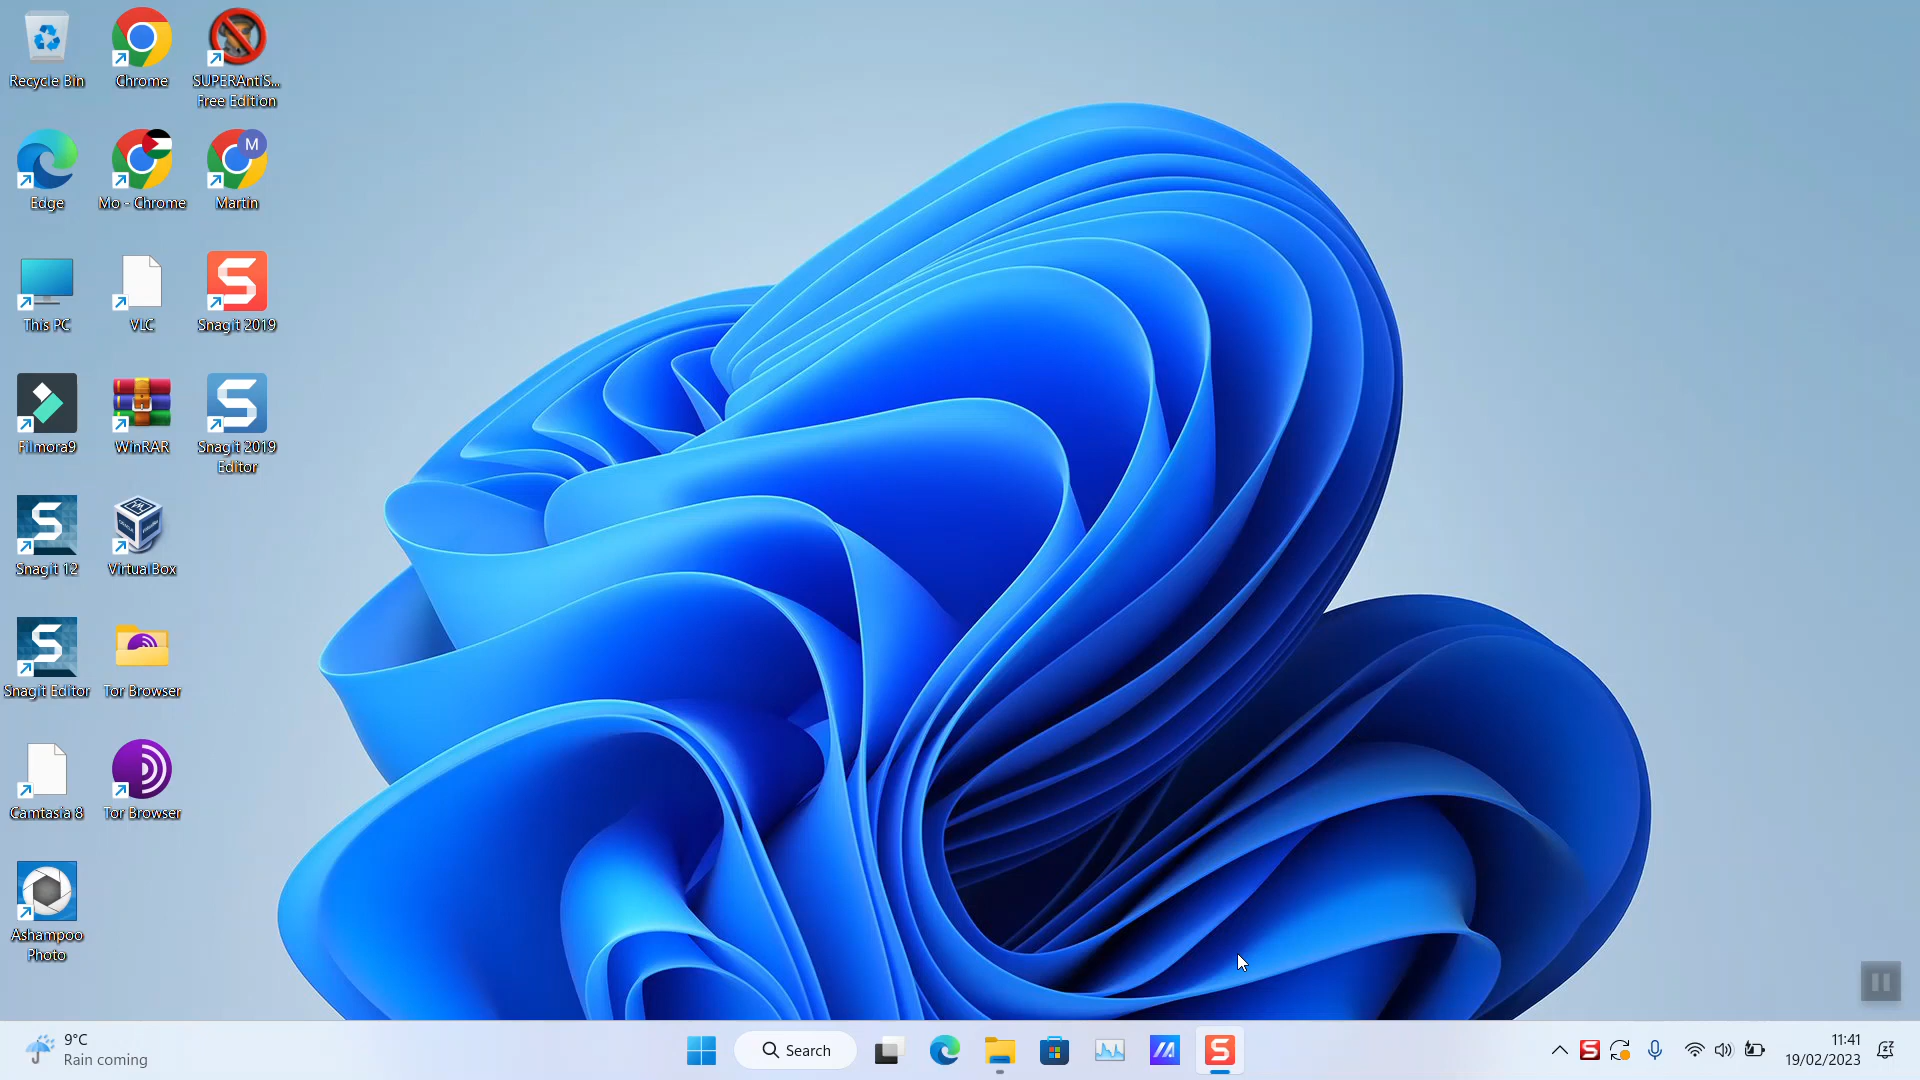 Recycle Bin
Chrome
SUPERAntiS...
Free Edition
Edge
Mo - Chrome
M
Martin
This PC
VLC
S
Snagit 2019
Filmora9
WinRAR
S
Snagit 2019
Editor
S
Snagit 12
VirtualBox
S
Snagit Editor
Tor Browser
Camtasia 8
Tor Browser
Ashampoo
Photo
9°C
Rain coming
Search
S
S
11:41
19/02/2023